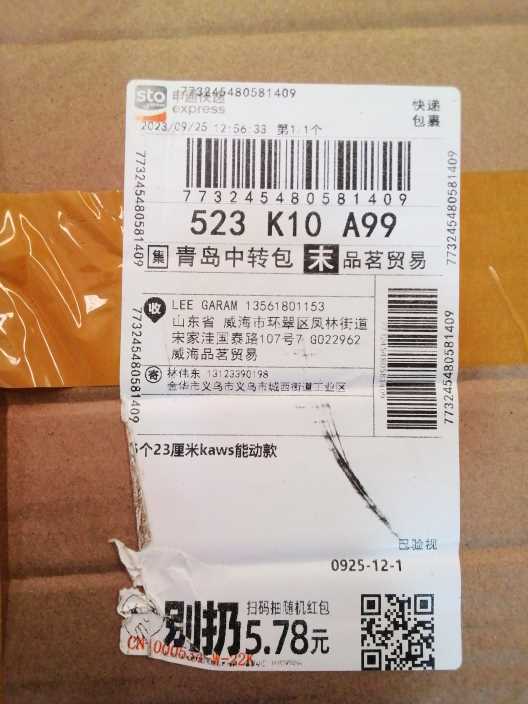 sto 申通快递 773245480581409
express
快递
包裹
2023/09/25 12:56:33 第1/1个
773245480581409
523 K10 A99
集 青岛中转包 末 品茗贸易
收 LEE GARAM 13561801153
山东省 威海市环翠区凤林街道
宋家洼国泰路107号7 GO22962
威海品茗贸易
寄 林伟东 13123390198
金华市义乌市义乌市城西街道工业区
773245480581409
773245480581409
773245480581409
773245480581409
773245480581409
个23厘米kaws能动款
已验视
0925-12-1
别扔 扫码抽随机红包
5.78元